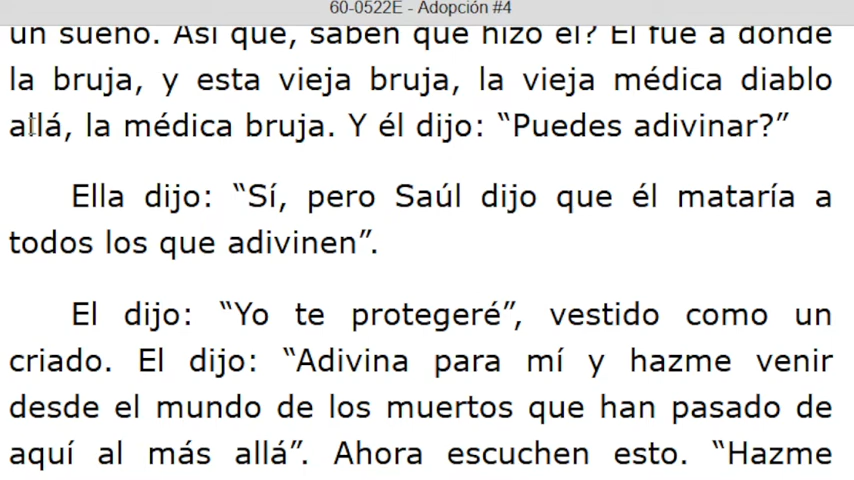 60-0522E - Adopción #4
un sueño. Así que, saben qué hizo él? El fue a donde
la bruja, y esta vieja bruja, la vieja médica diablo
allá, la médica bruja. Y él dijo: “Puedes adivinar?”
Ella dijo: “Sí, pero Saúl dijo que él mataría a
todos los que adivinen”.
El dijo: “Yo te protegeré”, vestido como un
criado. El dijo: “Adivina para mí y hazme venir
desde el mundo de los muertos que han pasado de
aquí al más allá”. Ahora escuchen esto. “Hazme